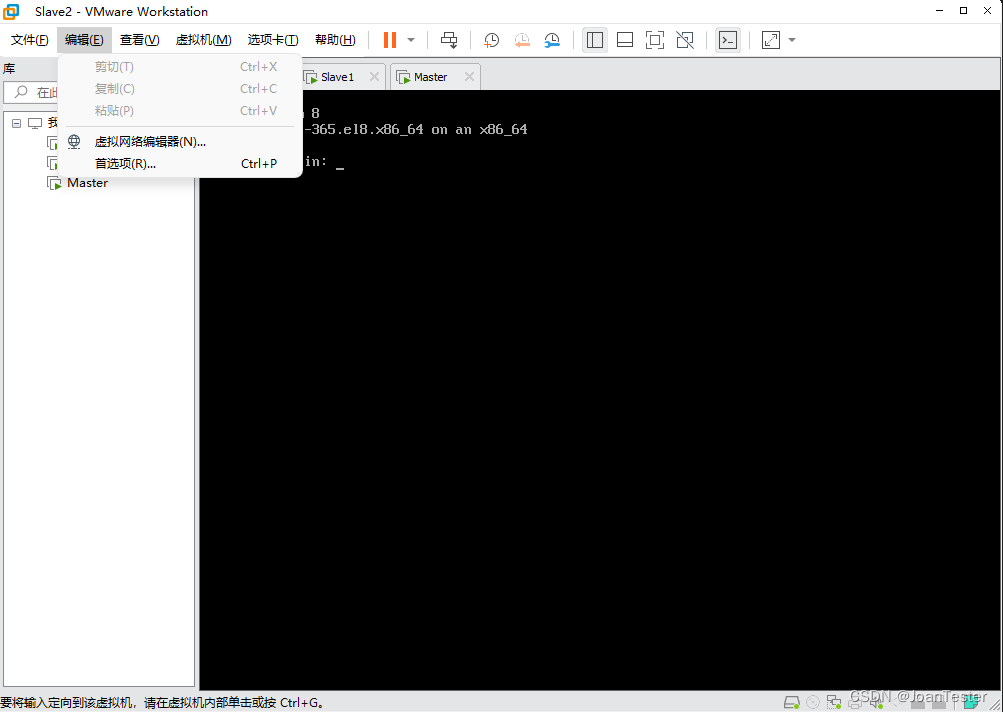 Slave2 - VMware Workstation
文件(F) 编辑(E) 查看(V) 虚拟机(M) 选项卡(T) 帮助(H)
库
在此
我
Master
剪切(T) Ctrl+X
复制(C) Ctrl+C
粘贴(P) Ctrl+V
虚拟网络编辑器(N)...
首选项(R)... Ctrl+P
Slave1 Master
8
-365.el8.x86_64 on an x86_64
in: _
要将输入定向到该虚拟机，请在虚拟机内部单击或按 Ctrl+G。
CSDN @JoanTester